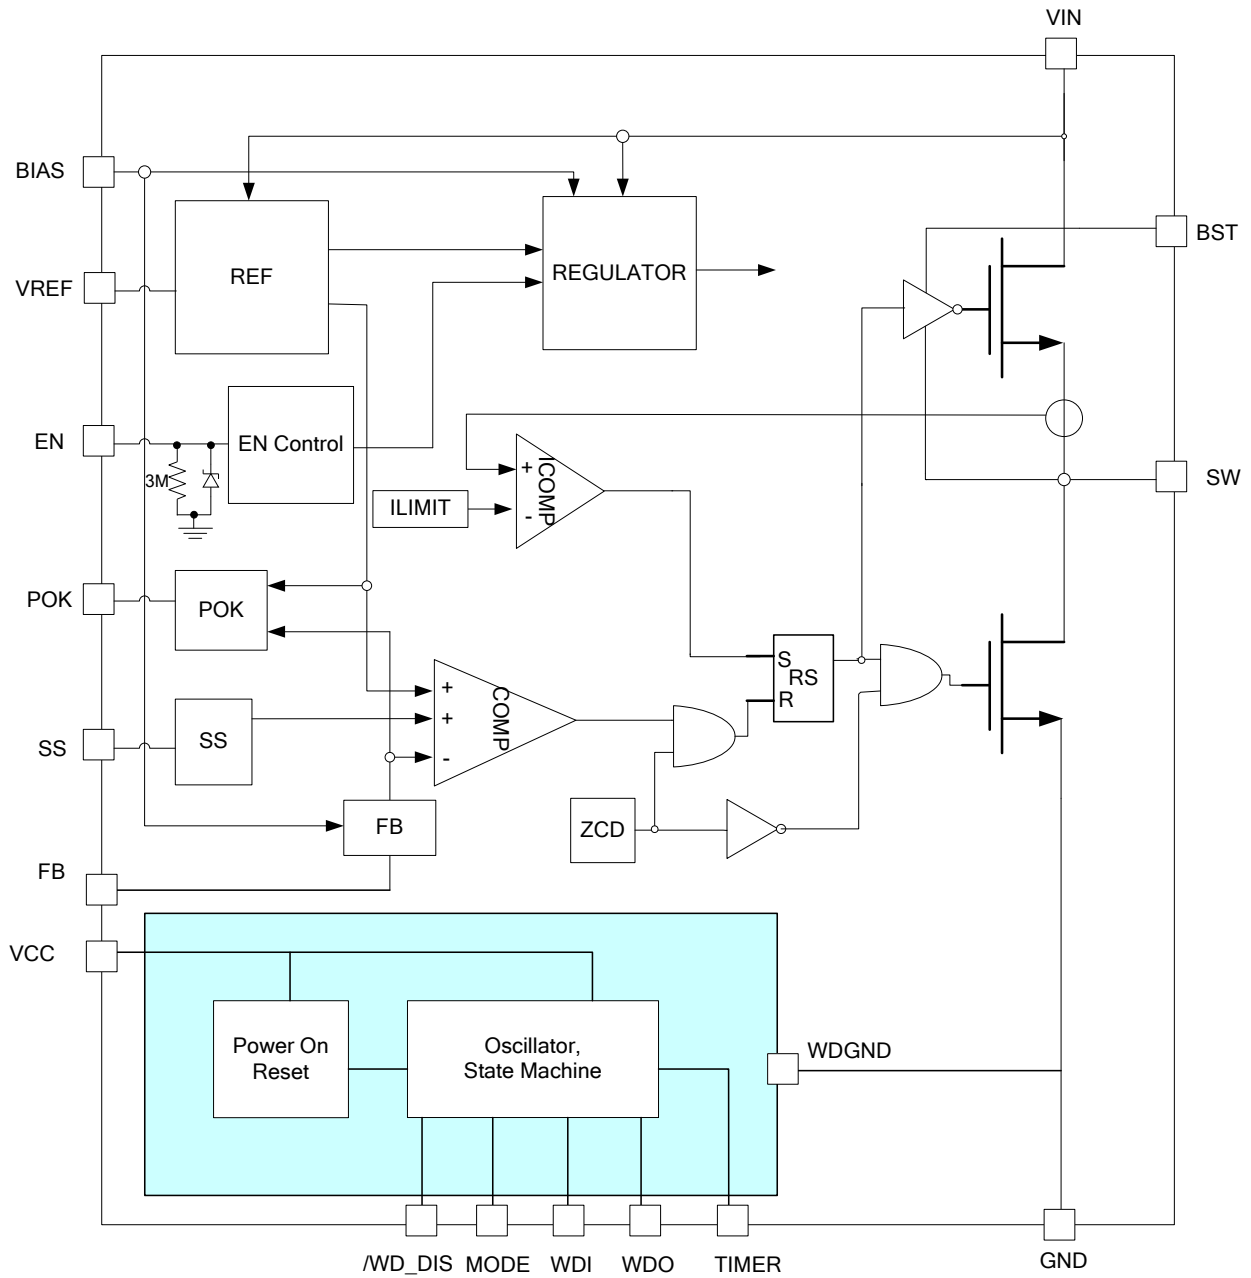 VIN
BIAS
BST
REF
REGULATOR
VREF
EN
EN Control
3M
ILIMIT
+
-
ICOMP
SW
POK
POK
S
RS
R
+
+
-
COMP
SS
SS
FB
ZCD
FB
VCC
Power On
Reset
Oscillator,
State Machine
WDGND
/WD_DIS
MODE
WDI
WDO
TIMER
GND